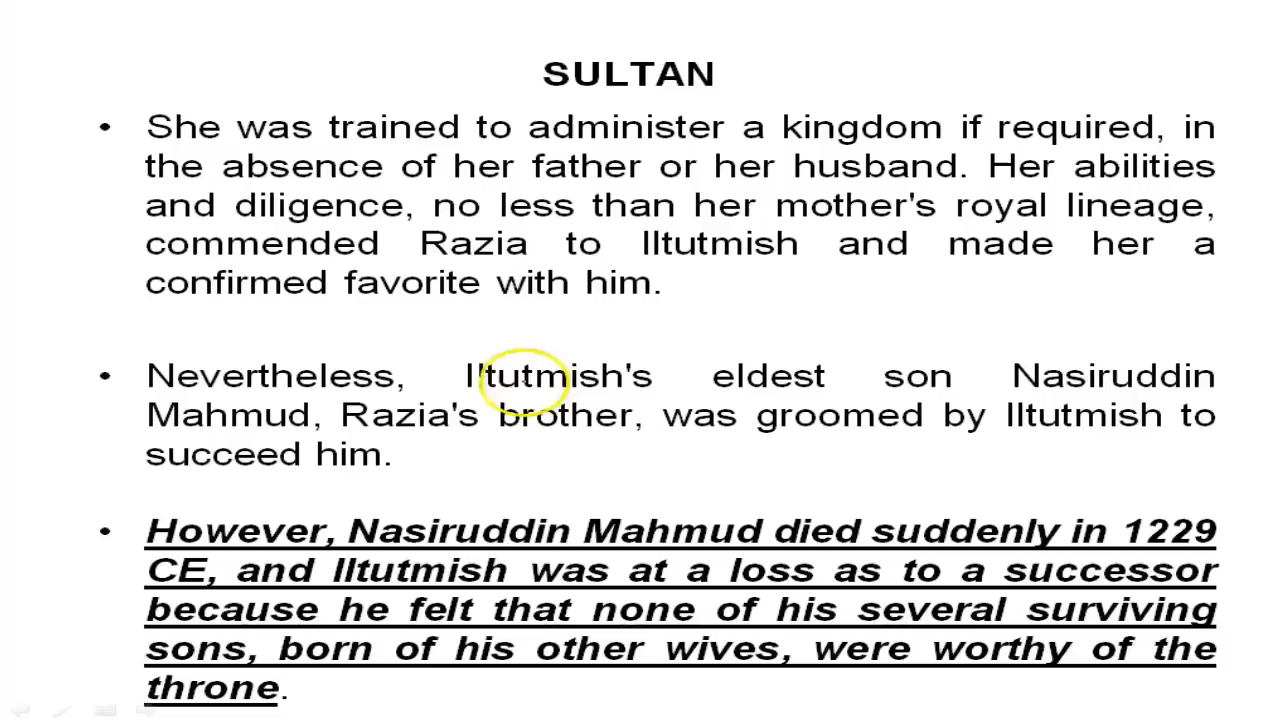 SULTAN
• She was trained to administer a kingdom if required, in
the absence of her father or her husband. Her abilities
and diligence, no less than her mother's royal lineage,
commended Razia to Iltutmish and made her a
confirmed favorite with him.
• Nevertheless, Iltutmish's eldest son Nasiruddin
Mahmud, Razia's brother, was groomed by Iltutmish to
succeed him.
• However, Nasiruddin Mahmud died suddenly in 1229
CE, and Iltutmish was at a loss as to a successor
because he felt that none of his several surviving
sons, born of his other wives, were worthy of the
throne.